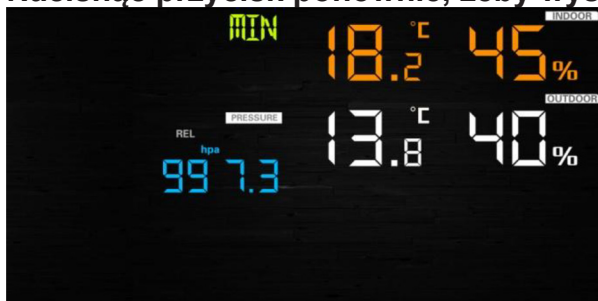 MIN
°C
INDOOR
18.2
45%
PRESSURE
°C
OUTDOOR
REL
13.8
40%
hpa
997.3